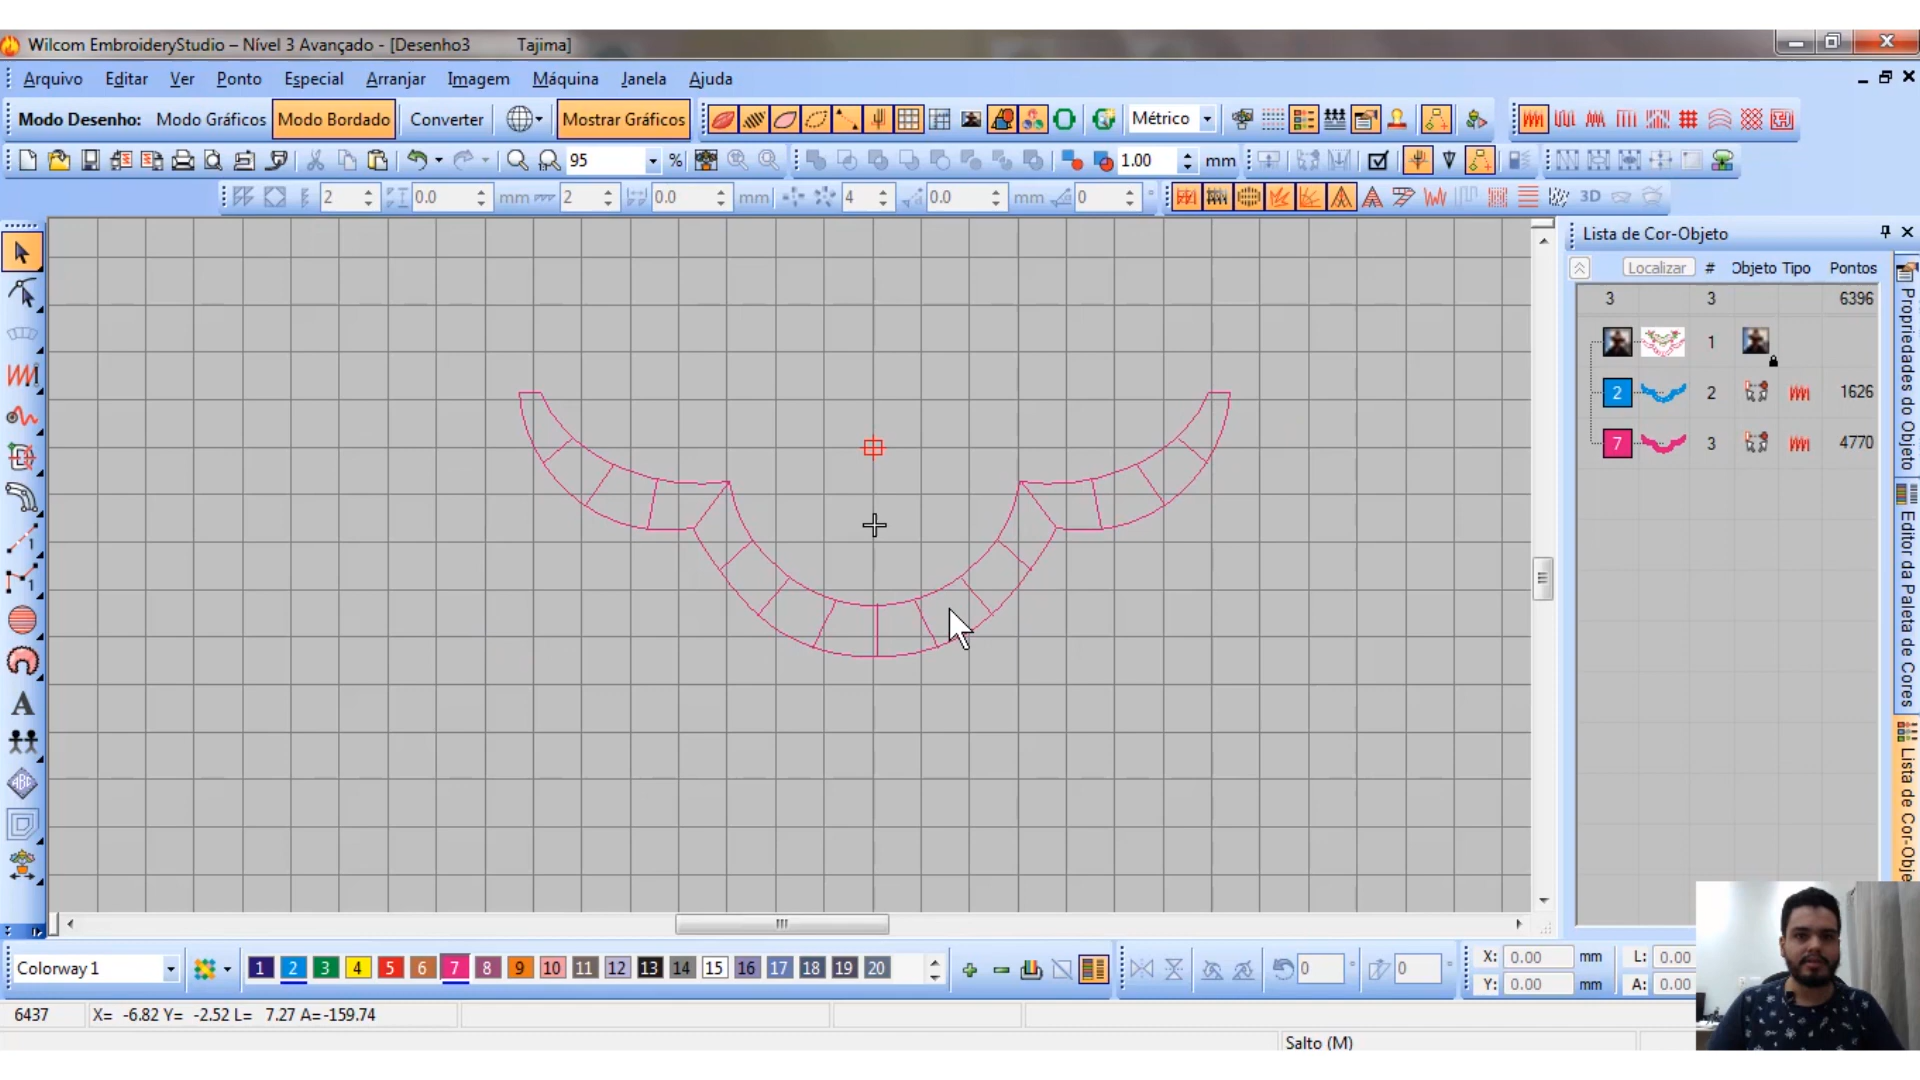 Wilcom EmbroideryStudio – Nível 3 Avançado - [Desenho3 Tajima]
Arquivo Editar Ver Ponto Especial Arranjar Imagem Máquina Janela Ajuda
Modo Desenho: Modo Gráficos Modo Bordado Converter Mostrar Gráficos Métrico
95 % 1.00 mm
2 0.0 mm 2 0.0 mm 4 0.0 mm 0 ° 3D
Lista de Cor-Objeto
Localizar # Objeto Tipo Pontos
3 3 6396
1
2 2 1626
7 3 4770
Propriedades do Objeto
Editor da Paleta de Cores
Lista de Cor-Obje
1
1
A
ABC
Colorway 1 1 2 3 4 5 6 7 8 9 10 11 12 13 14 15 16 17 18 19 20 0 ° 0 °
X: 0.00 mm L: 0.00
Y: 0.00 mm A: 0.00
6437 X= -6.82 Y= -2.52 L= 7.27 A=-159.74
Salto (M)